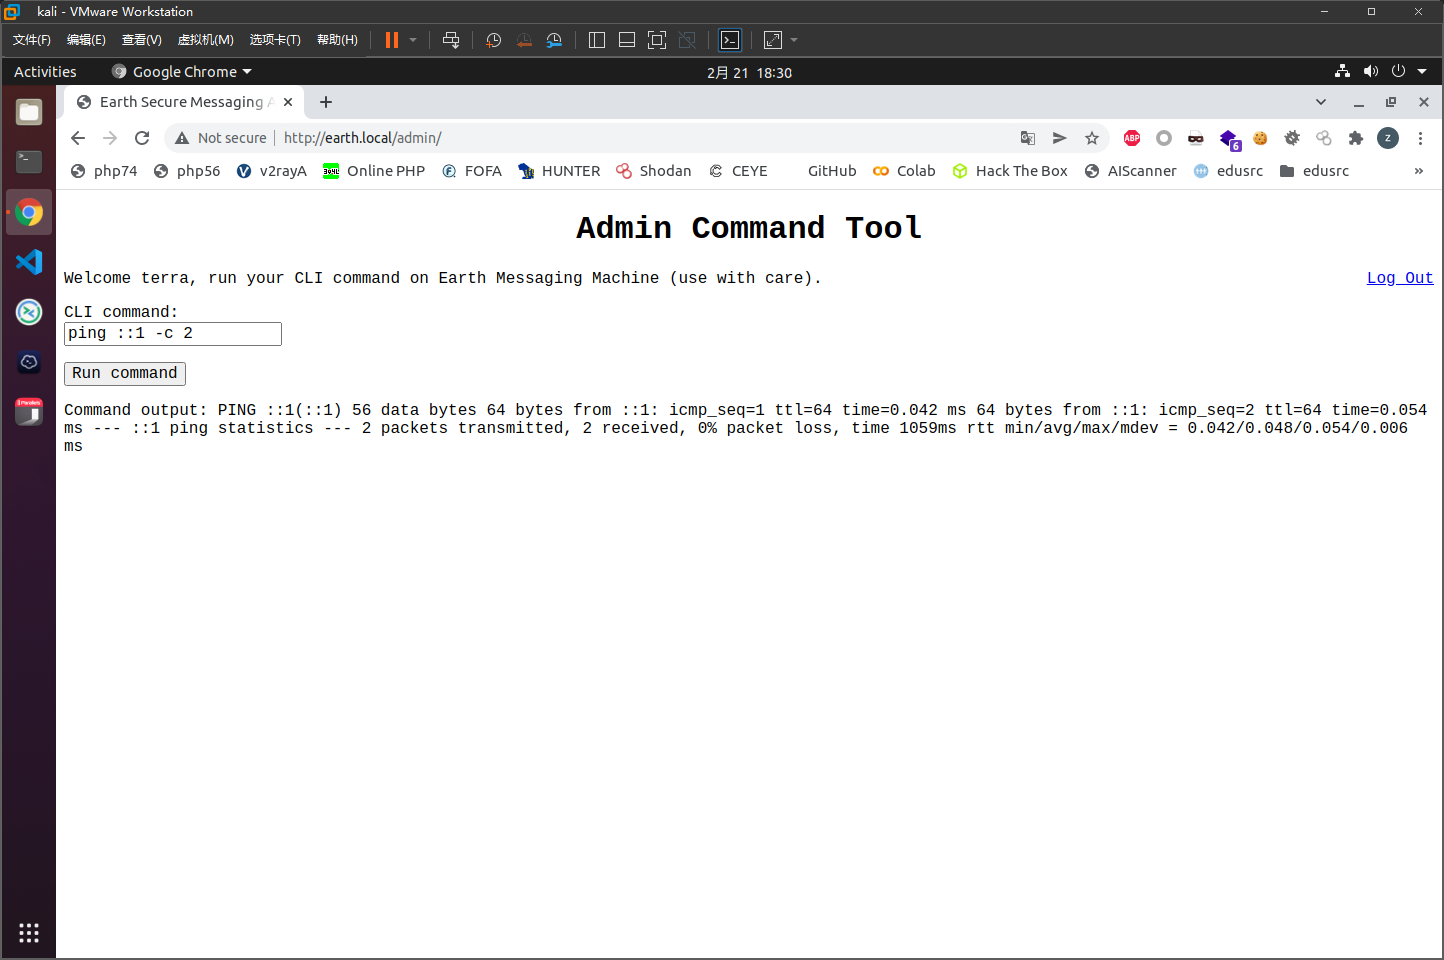 kali - VMware Workstation
文件(F) 编辑(E) 查看(V) 虚拟机(M) 选项卡(T) 帮助(H)
Activities Google Chrome 2月 21 18:30
Earth Secure Messaging A
Not secure http://earth.local/admin/ ABP 6 z
php74 php56 v2rayA Online PHP FOFA HUNTER Shodan CEYE GitHub Colab Hack The Box AIScanner edusrc edusrc »
Admin Command Tool
Welcome terra, run your CLI command on Earth Messaging Machine (use with care). Log Out
CLI command:
ping ::1 -c 2
Run command
Command output: PING ::1(::1) 56 data bytes 64 bytes from ::1: icmp_seq=1 ttl=64 time=0.042 ms 64 bytes from ::1: icmp_seq=2 ttl=64 time=0.054
ms --- ::1 ping statistics --- 2 packets transmitted, 2 received, 0% packet loss, time 1059ms rtt min/avg/max/mdev = 0.042/0.048/0.054/0.006
ms